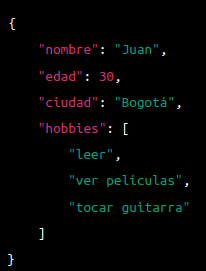 {
    "nombre": "Juan",
    "edad": 30,
    "ciudad": "Bogotá",
    "hobbies": [
        "leer",
        "ver películas",
        "tocar guitarra"
    ]
}